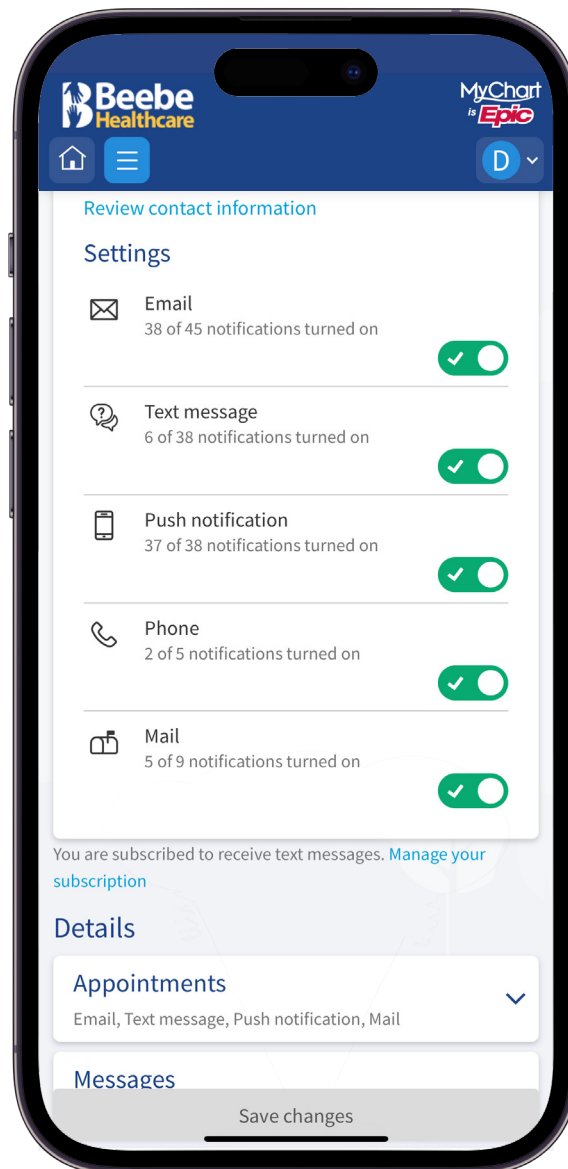 Beebe
Healthcare
MyChart
is Epic
D
Review contact information
Settings
Email
38 of 45 notifications turned on
Text message
6 of 38 notifications turned on
Push notification
37 of 38 notifications turned on
Phone
2 of 5 notifications turned on
Mail
5 of 9 notifications turned on
You are subscribed to receive text messages. Manage your
subscription
Details
Appointments
Email, Text message, Push notification, Mail
Messages
Save changes